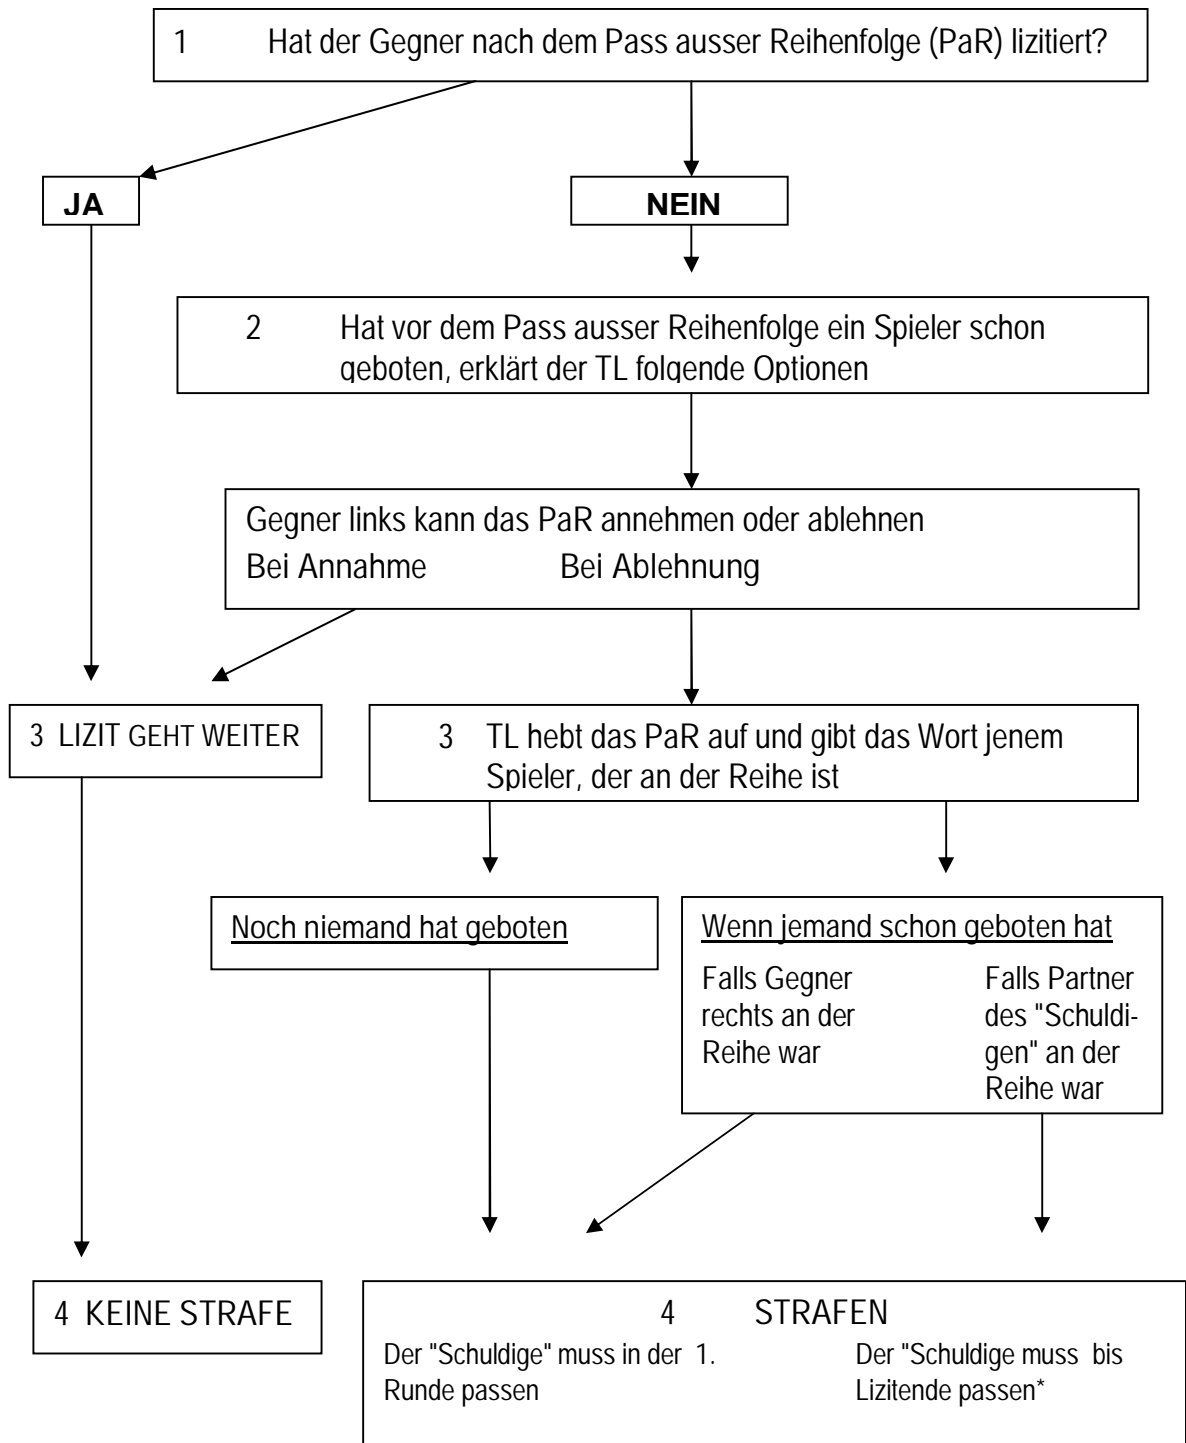 1 Hat der Gegner nach dem Pass ausser Reihenfolge (PaR) lizitiert?
JA
NEIN
2 Hat vor dem Pass ausser Reihenfolge ein Spieler schon
geboten, erklärt der TL folgende Optionen
Gegner links kann das PaR annehmen oder ablehnen
Bei Annahme Bei Ablehnung
3 LIZIT GEHT WEITER
3 TL hebt das PaR auf und gibt das Wort jenem
Spieler, der an der Reihe ist
Noch niemand hat geboten
Wenn jemand schon geboten hat
Falls Gegner
rechts an der
Reihe war
Falls Partner
des "Schuldi-
gen" an der
Reihe war
4 KEINE STRAFE
4 STRAFEN
Der "Schuldige" muss in der 1.
Runde passen
Der "Schuldige muss bis
Lizitende passen*